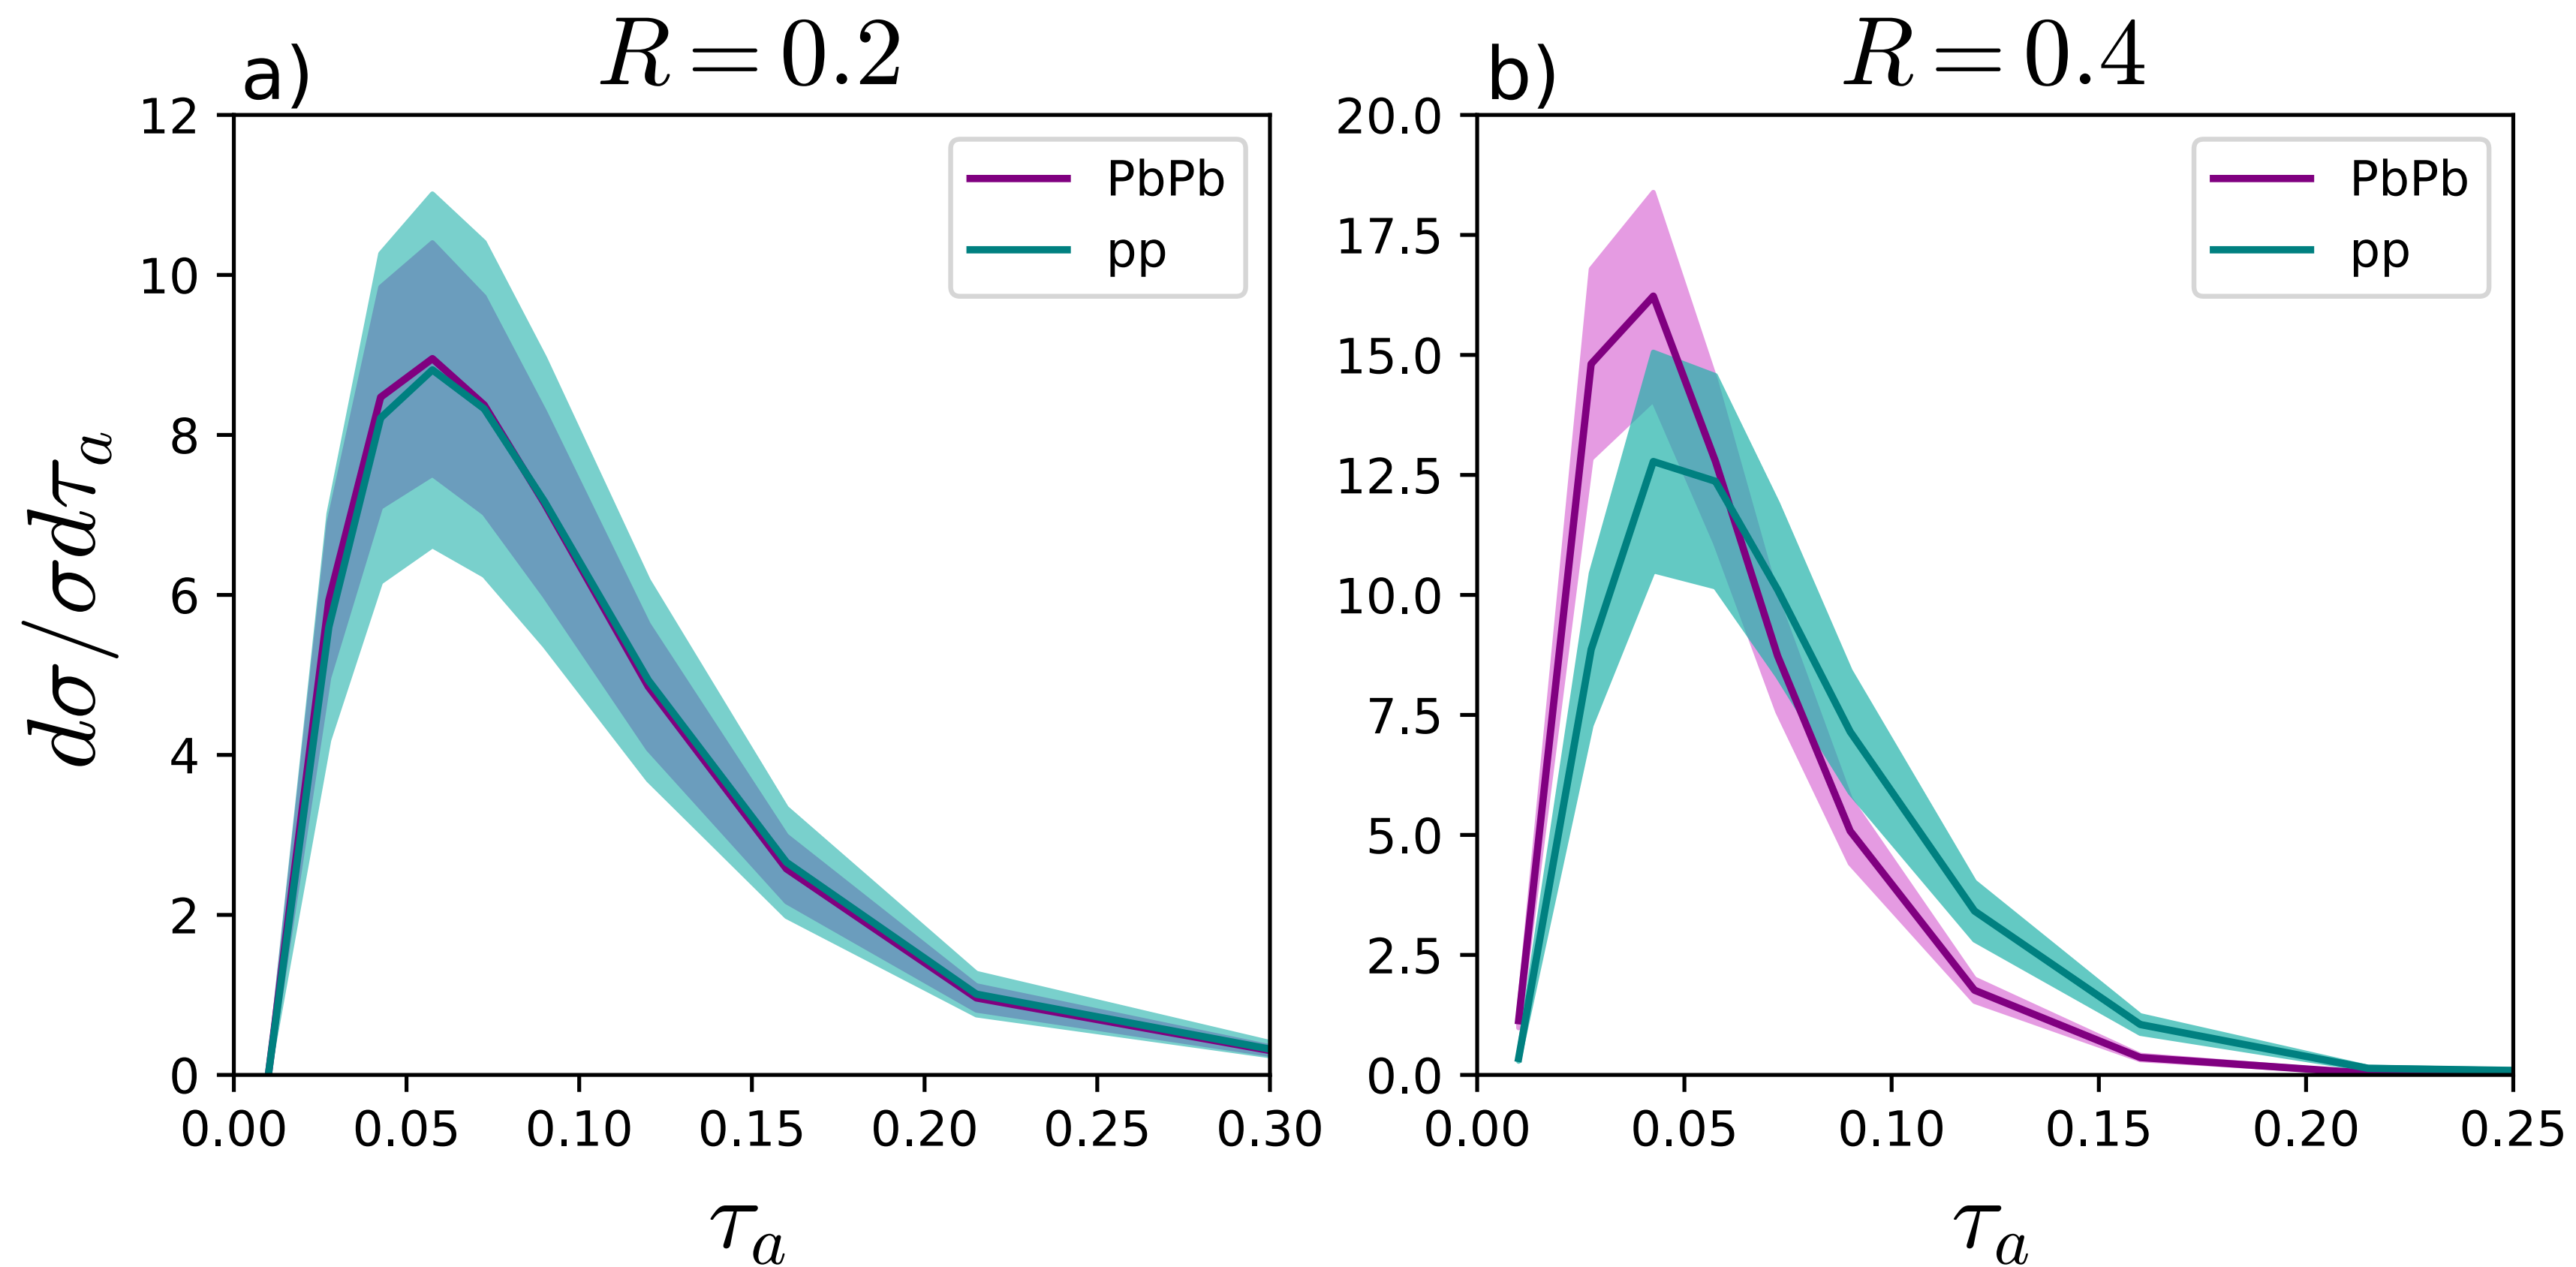 a)
R = 0.2
12
10
8
6
4
2
0
0.00 0.05 0.10 0.15 0.20 0.25 0.30
dσ/σdτ_a
τ_a
PbPb
pp
b)
R = 0.4
20.0
17.5
15.0
12.5
10.0
7.5
5.0
2.5
0.0
0.00 0.05 0.10 0.15 0.20 0.25
τ_a
PbPb
pp